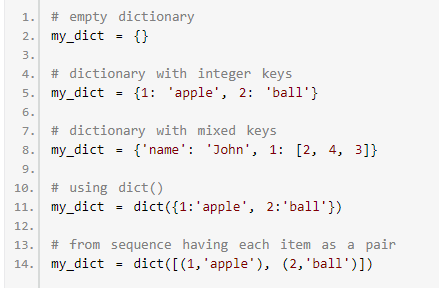 1. # empty dictionary
2. my_dict = {}
3.
4. # dictionary with integer keys
5. my_dict = {1: 'apple', 2: 'ball'}
6.
7. # dictionary with mixed keys
8. my_dict = {'name': 'John', 1: [2, 4, 3]}
9.
10. # using dict()
11. my_dict = dict({1:'apple', 2:'ball'})
12.
13. # from sequence having each item as a pair
14. my_dict = dict([(1,'apple'), (2,'ball')])